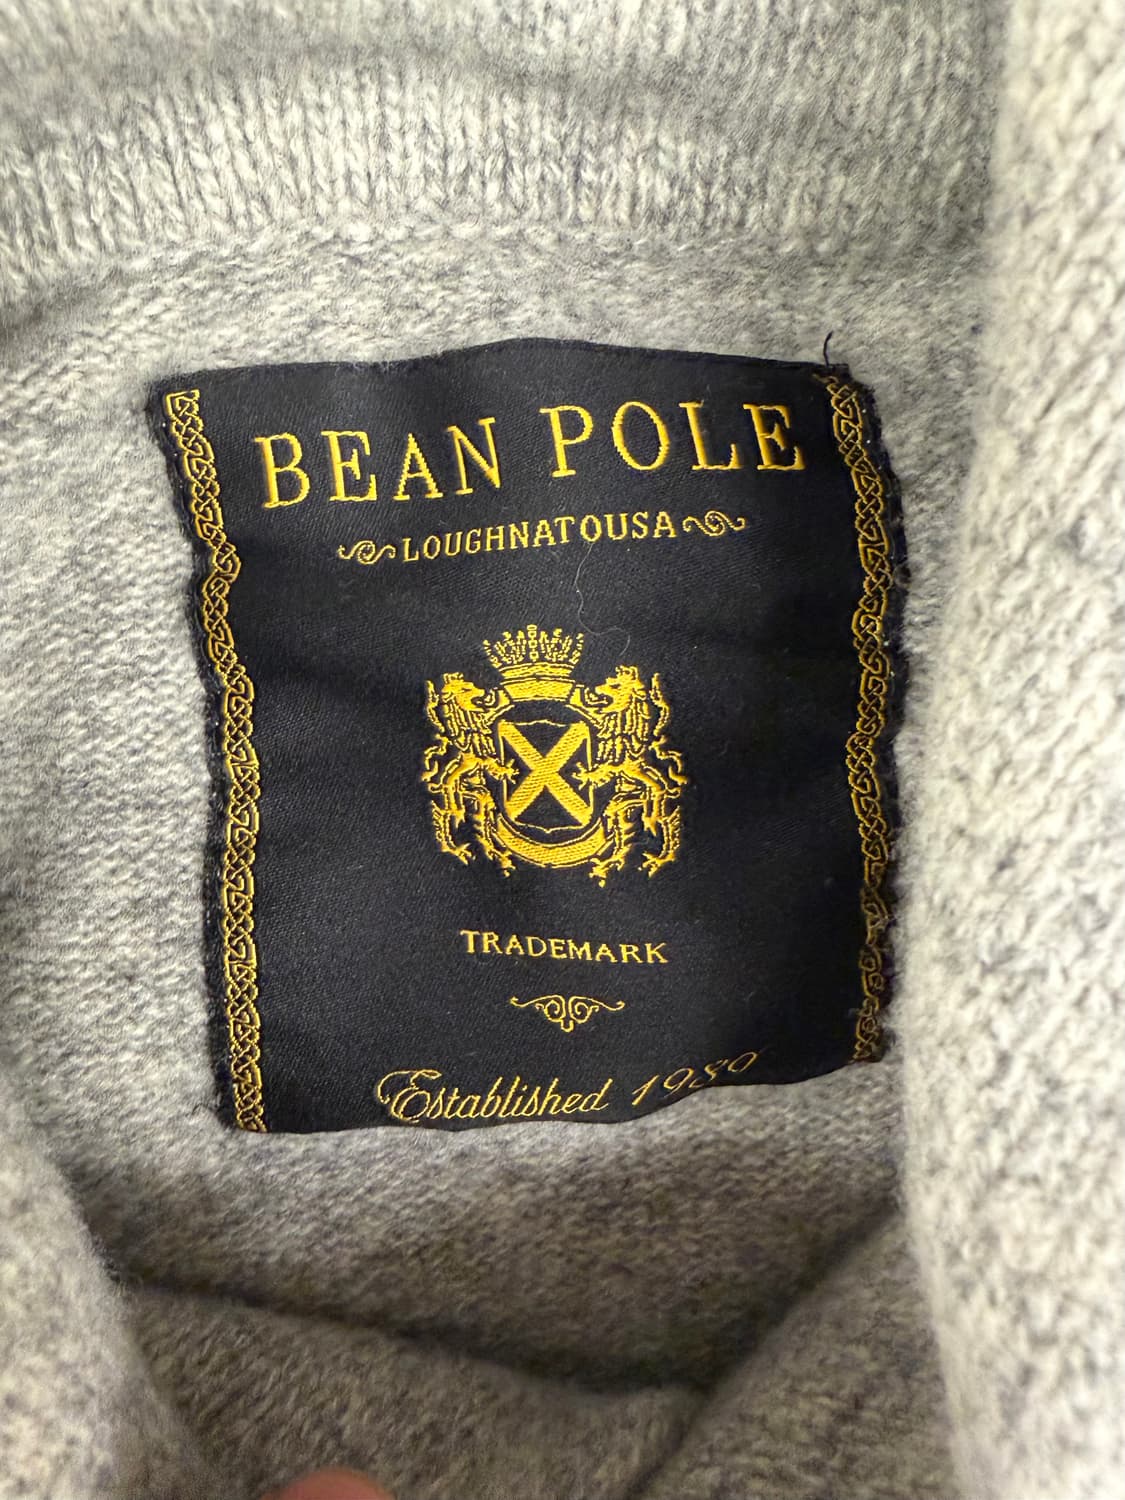 BEAN POLE
LOUGHNATOUSA
TRADEMARK
Established 1989